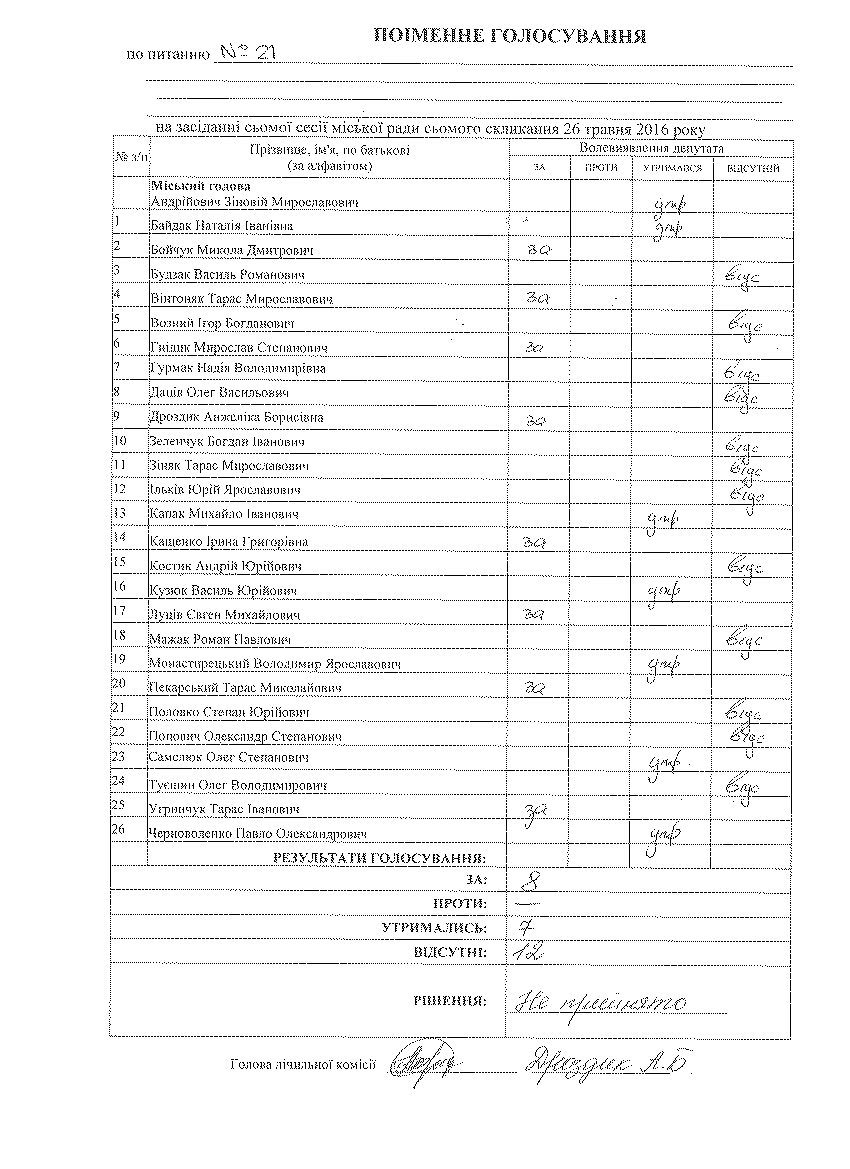 ПОІМЕННЕ ГОЛОСУВАННЯ
по питанню № 21
на засіданні сьомої сесії міської ради сьомого скликання 26 травня 2016 року
№ з/п Прізвище, ім'я, по батькові (за алфавітом) Волевиявлення депутата
ЗА ПРОТИ УТРИМАВСЯ ВІДСУТНІЙ
Міський голова
Андрійович Зіновій Мирославович утр
1 Байдак Наталія Іванівна утр
2 Бойчук Микола Дмитрович за
3 Будзак Василь Романович відс
4 Вінтоняк Тарас Мирославович за
5 Возний Ігор Богданович відс
6 Гнідик Мирослав Степанович за
7 Гурмак Надія Володимирівна відс
8 Даців Олег Васильович відс
9 Дроздик Анжеліка Борисівна за
10 Зеленчук Богдан Іванович відс
11 Зіняк Тарас Мирославович відс
12 Ільків Юрій Ярославович відс
13 Капак Михайло Іванович утр
14 Кащенко Ірина Григорівна за
15 Костик Андрій Юрійович відс
16 Кузюк Василь Юрійович утр
17 Луців Євген Михайлович за
18 Мажак Роман Павлович відс
19 Монастирецький Володимир Ярославович утр
20 Пекарський Тарас Миколайович за
21 Половко Степан Юрійович відс
22 Попович Олександр Степанович відс
23 Самелюк Олег Степанович утр
24 Туєшин Олег Володимирович відс
25 Угринчук Тарас Іванович за
26 Черноволенко Павло Олександрович утр
РЕЗУЛЬТАТИ ГОЛОСУВАННЯ:
ЗА: 8
ПРОТИ: —
УТРИМАЛИСЬ: 7
ВІДСУТНІ: 12
РІШЕННЯ: Не прийнято
Голова лічильної комісії Дроздик А.Б